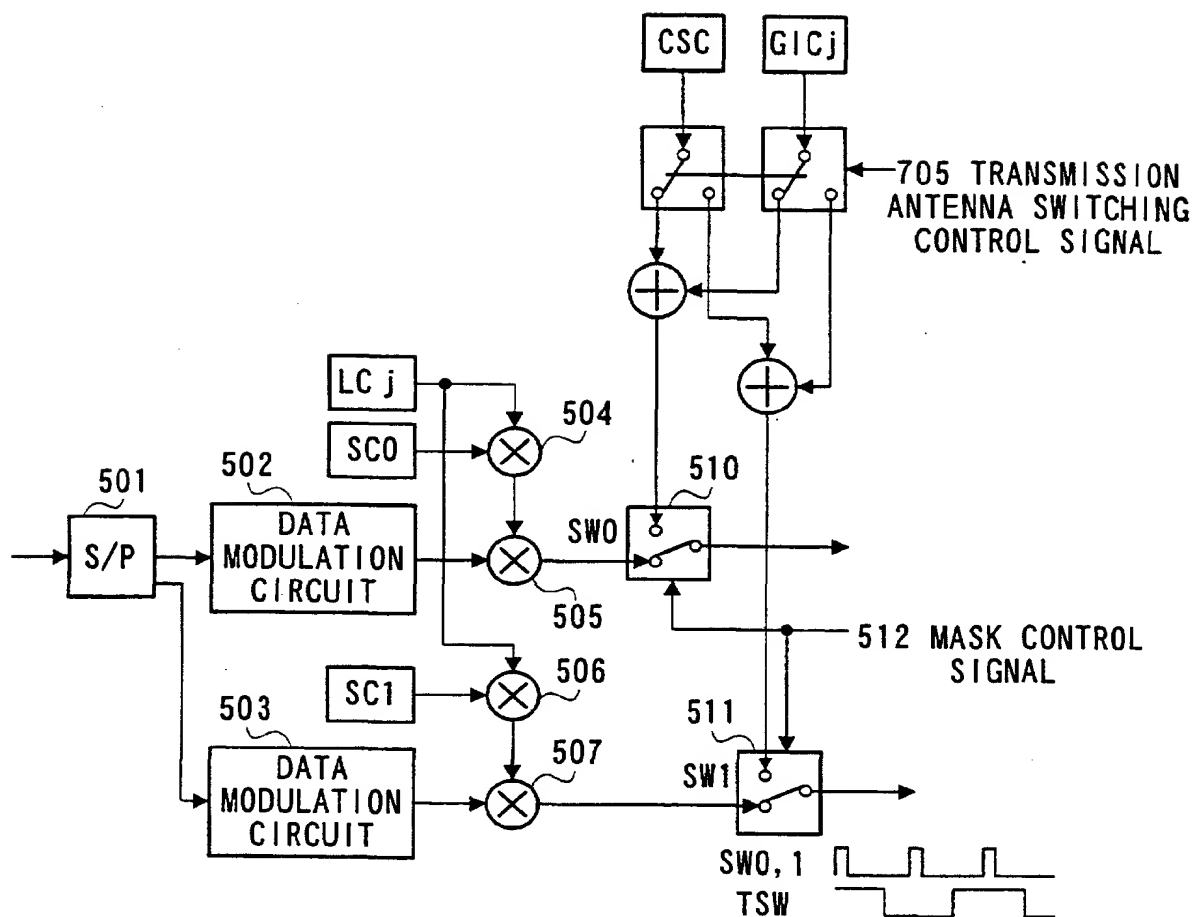 CSC
GICj
705 TRANSMISSION
ANTENNA SWITCHING
CONTROL SIGNAL
LCj
504
SC0
502
510
501
DATA
MODULATION
CIRCUIT
S/P
SW0
505
512 MASK CONTROL
SIGNAL
506
SC1
503
511
507
DATA
MODULATION
CIRCUIT
SW1
SW0,1
TSW